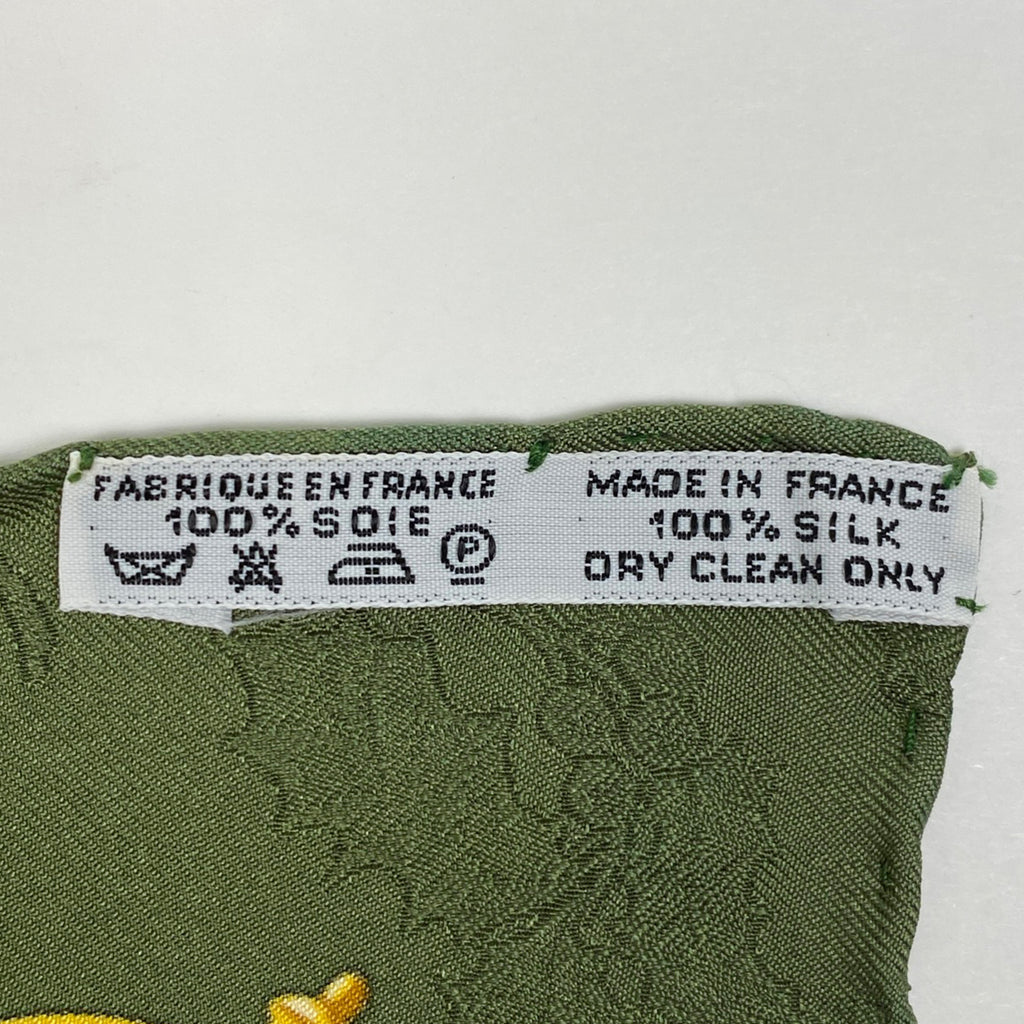 FABRIQUE EN FRANCE
100% SOIE
P
MADE IN FRANCE
100% SILK
DRY CLEAN ONLY